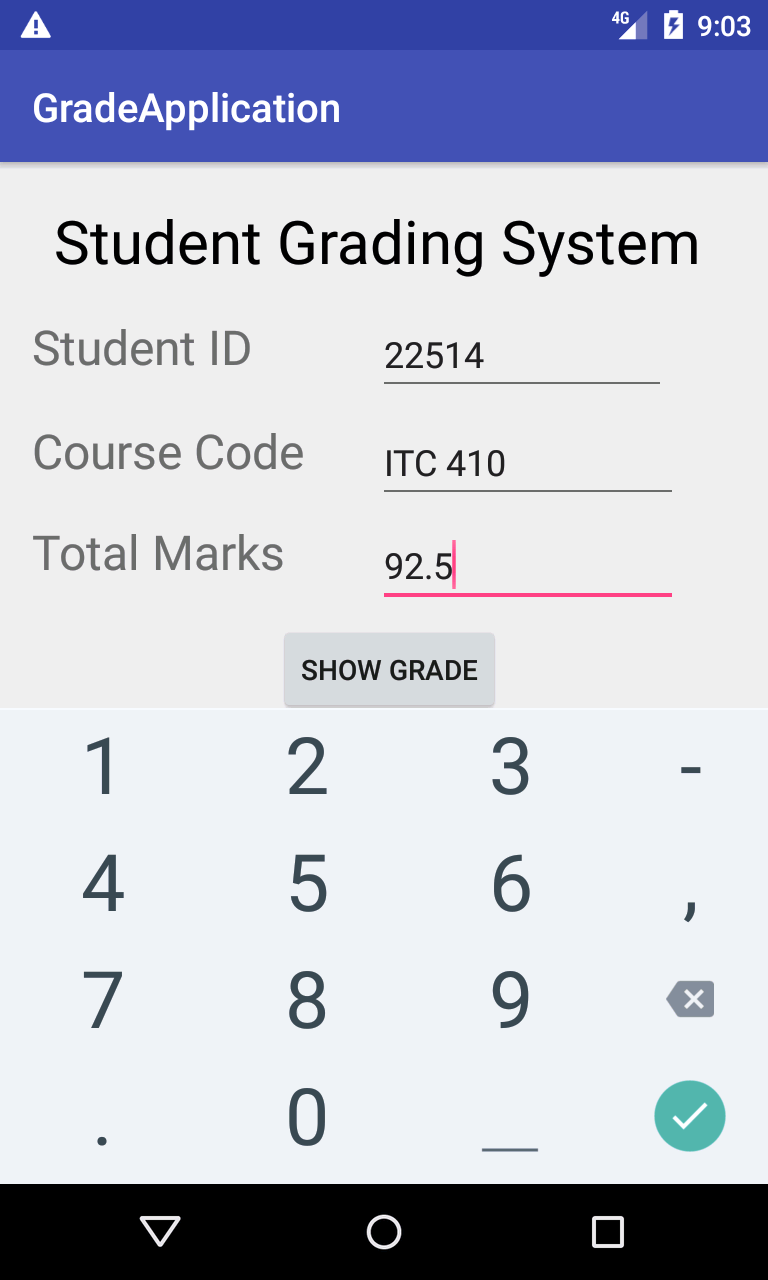 4G 9:03
GradeApplication
Student Grading System
Student ID 22514
Course Code ITC 410
Total Marks 92.5
SHOW GRADE
1 2 3 -
4 5 6 ,
7 8 9
. 0 _